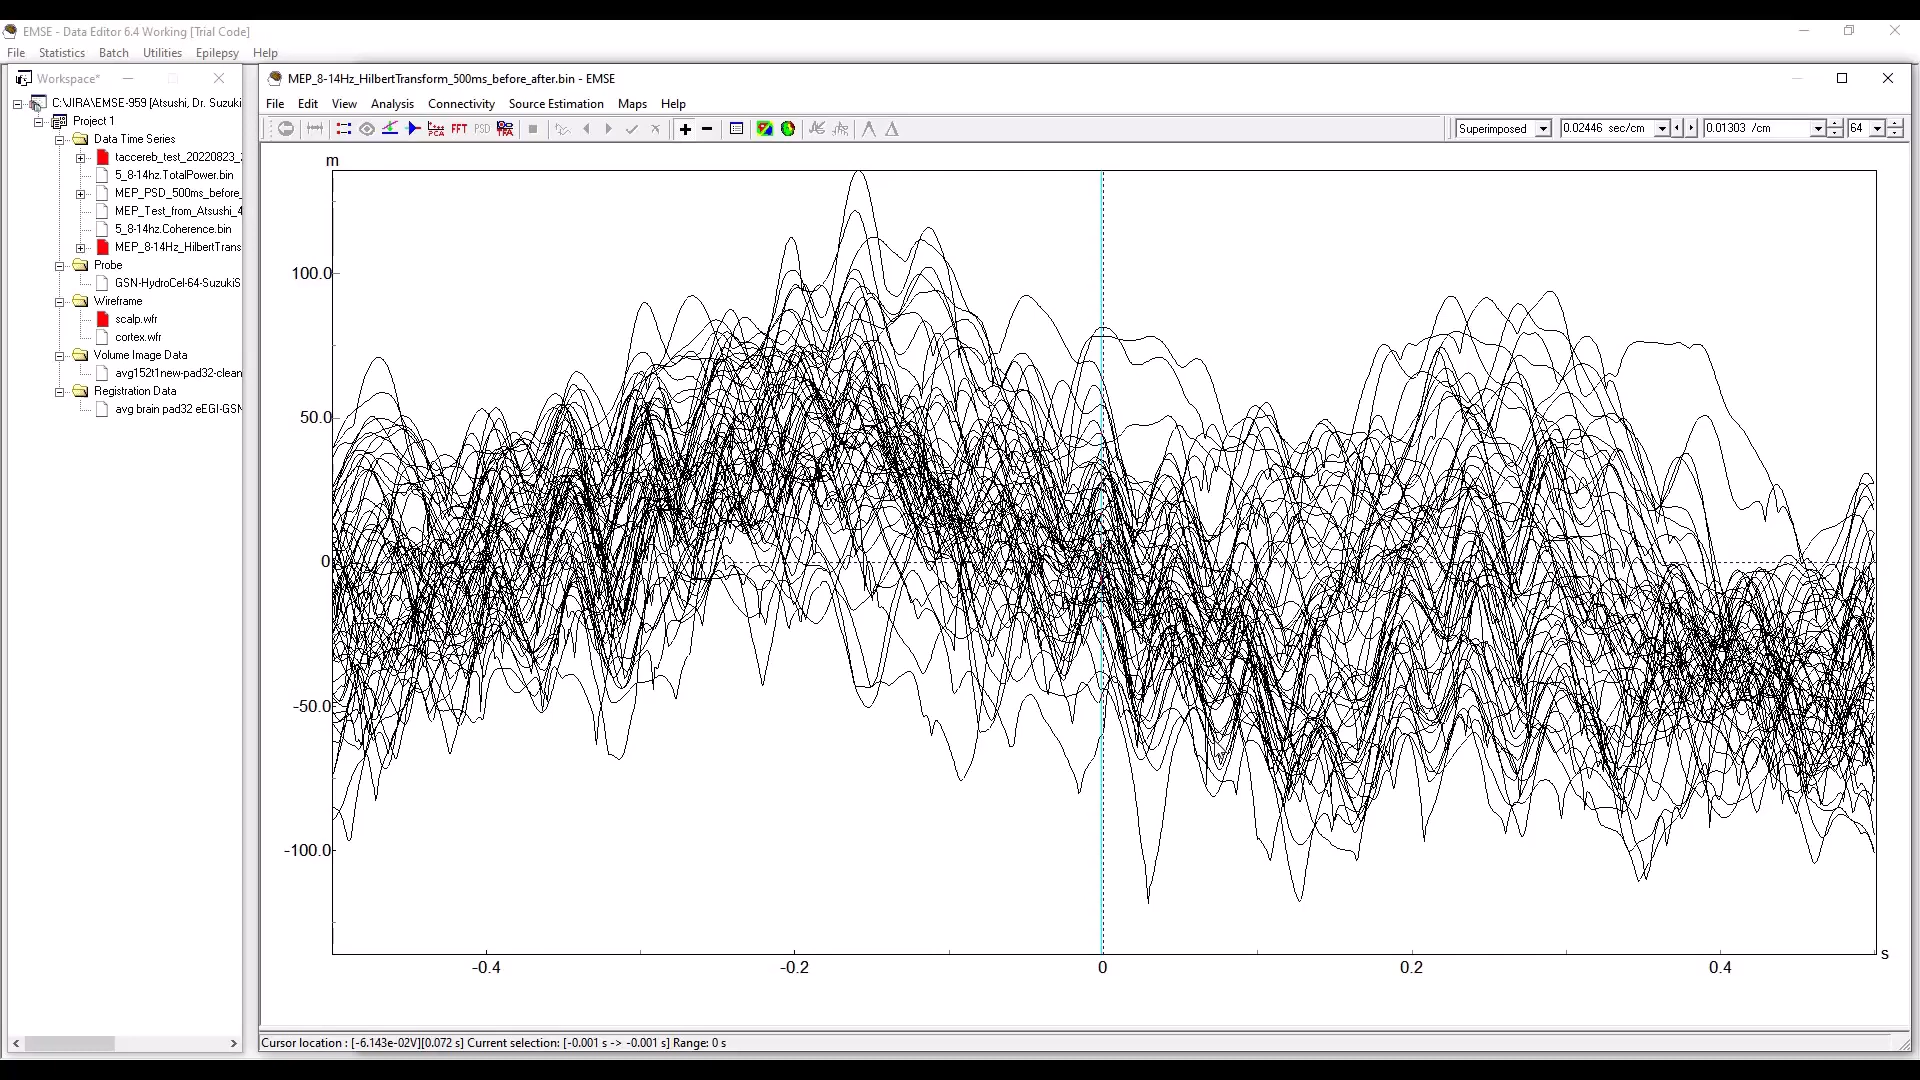 EMSE - Data Editor 6.4 Working [Trial Code]
File Statistics Batch Utilities Epilepsy Help
Workspace*
C:\JIRA\EMSE-959 [Atsushi, Dr. Suzuki
Project 1
Data Time Series
taccereb_test_20220823_
5_8-14hz.TotalPower.bin
MEP_PSD_500ms_before_
MEP_Test_from_Atsushi_4
5_8-14hz.Coherence.bin
MEP_8-14Hz_HilbertTrans
Probe
GSN-HydroCel-64-SuzukiS
Wireframe
scalp.wfr
cortex.wfr
Volume Image Data
avg152t1new-pad32-clean
Registration Data
avg brain pad32 eEGI-GSN
MEP_8-14Hz_HilbertTransform_500ms_before_after.bin - EMSE
File Edit View Analysis Connectivity Source Estimation Maps Help
PCA FFT PSD TFA
Superimposed 0.02446 sec/cm 0.01303 /cm 64
m
100.0
50.0
0
-50.0
-100.0
-0.4 -0.2 0 0.2 0.4 s
Cursor location : [-6.143e-02V][0.072 s] Current selection: [-0.001 s -> -0.001 s] Range: 0 s